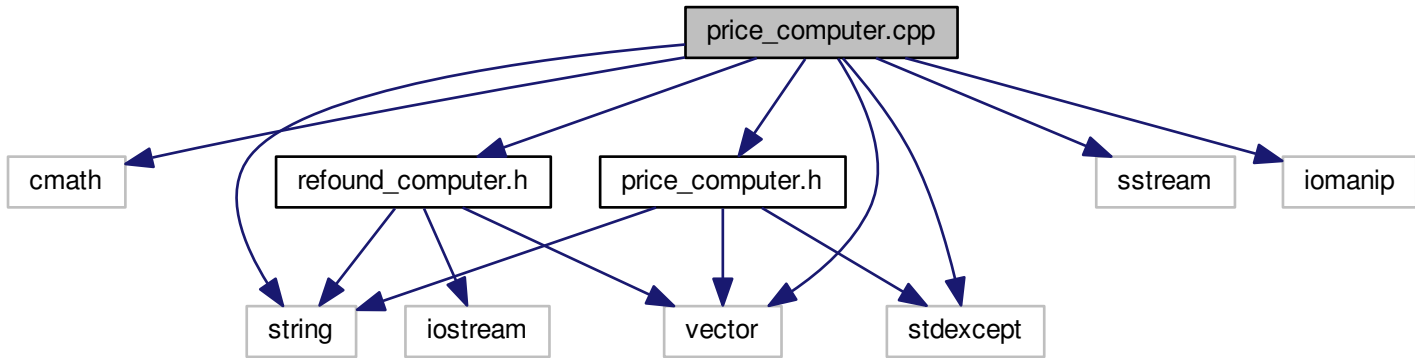 price_computer.cpp
cmath
refound_computer.h
price_computer.h
sstream
iomanip
string
iostream
vector
stdexcept